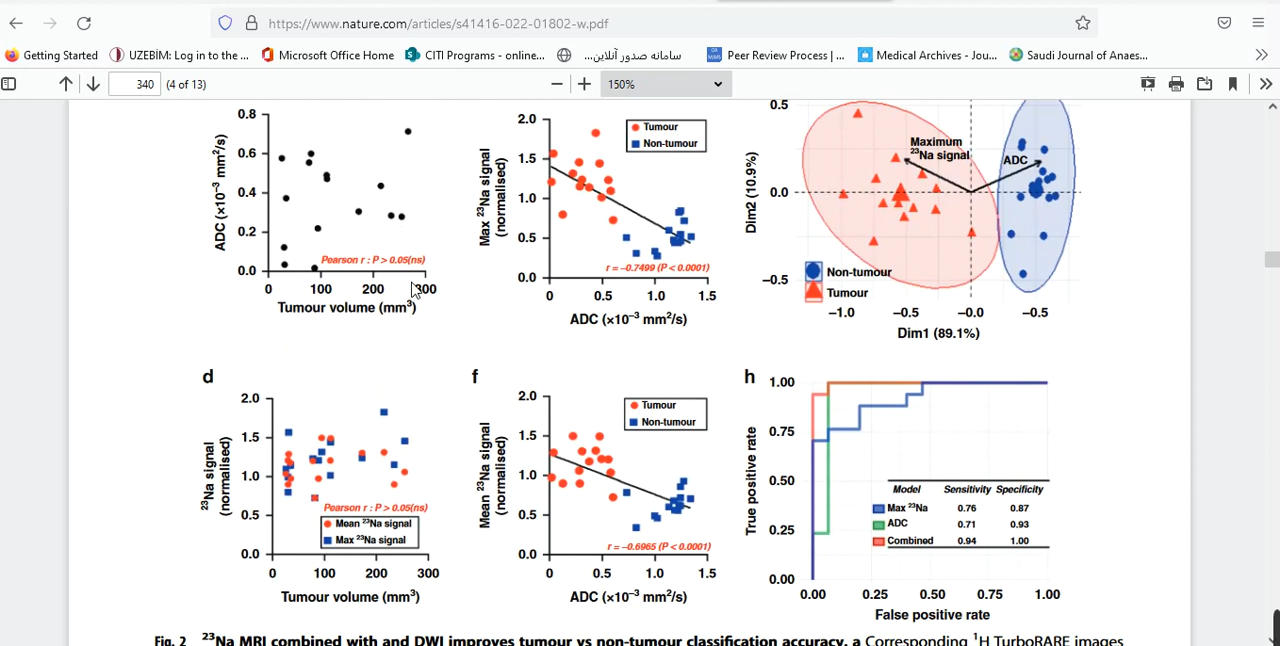 https://www.nature.com/articles/s41416-022-01802-w.pdf
Getting Started
UZEBİM: Log in to the ...
Microsoft Office Home
CITI Programs - online...
سامانه صدور آنلاین...
Peer Review Process | ...
Medical Archives - Jou...
Saudi Journal of Anaes...
340 (4 of 13)
150%
0.8
0.6
0.4
0.2
0.0
ADC (×10⁻³ mm²/s)
Pearson r : P > 0.05(ns)
0 100 200 300
Tumour volume (mm³)
2.0
1.5
1.0
0.5
0.0
Max ²³Na signal
(normalised)
Tumour
Non-tumour
r = –0.7499 (P < 0.0001)
0 0.5 1.0 1.5
ADC (×10⁻³ mm²/s)
0.5
0.0
–0.5
Dim2 (10.9%)
Maximum
²³Na signal
ADC
Non-tumour
Tumour
–1.0 –0.5 –0.0 –0.5
Dim1 (89.1%)
d
2.0
1.5
1.0
0.5
0.0
²³Na signal
(normalised)
Pearson r : P > 0.05(ns)
Mean ²³Na signal
Max ²³Na signal
0 100 200 300
Tumour volume (mm³)
f
2.0
1.5
1.0
0.5
0.0
Mean ²³Na signal
(normalised)
Tumour
Non-tumour
r = –0.6965 (P < 0.0001)
0 0.5 1.0 1.5
ADC (×10⁻³ mm²/s)
h
1.00
0.75
0.50
0.25
0.00
True positive rate
Model Sensitivity Specificity
Max ²³Na 0.76 0.87
ADC 0.71 0.93
Combined 0.94 1.00
0.00 0.25 0.50 0.75 1.00
False positive rate
Fig. 2 ²³Na MRI combined with and DWI improves tumour vs non-tumour classification accuracy. a Corresponding ¹H TurboRARE images